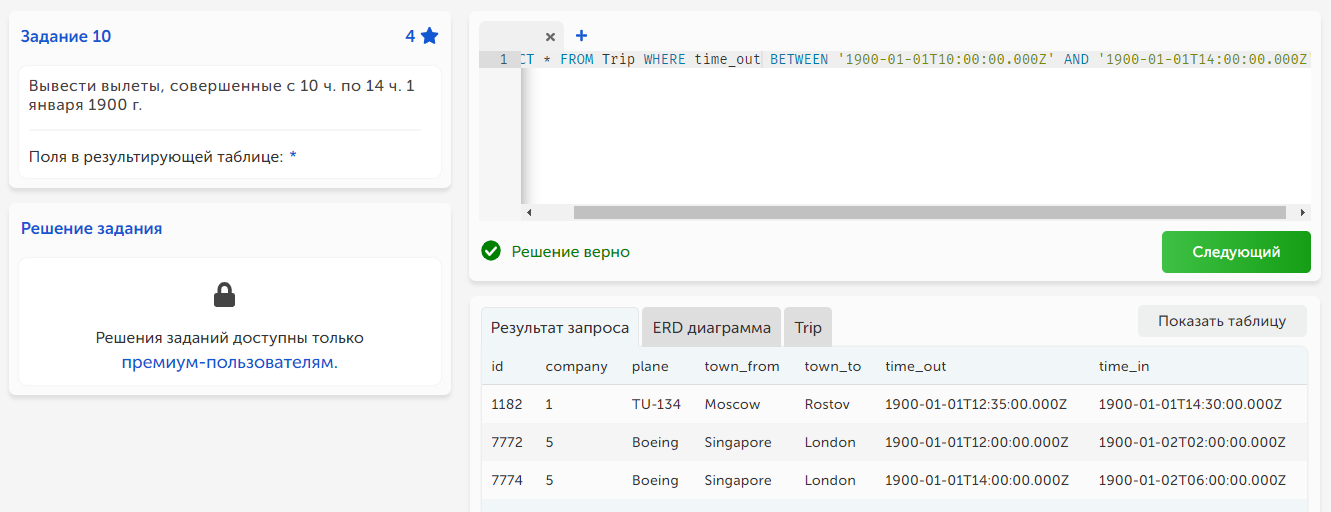 Задание 10
4
Вывести вылеты, совершенные с 10 ч. по 14 ч. 1
января 1900 г.
Поля в результирующей таблице: *
Решение задания
Решения заданий доступны только
премиум-пользователям.
× +
1 CT * FROM Trip WHERE time_out BETWEEN '1900-01-01T10:00:00.000Z' AND '1900-01-01T14:00:00.000Z
Решение верно
Следующий
Результат запроса ERD диаграмма Trip Показать таблицу
id company plane town_from town_to time_out time_in
1182 1 TU-134 Moscow Rostov 1900-01-01T12:35:00.000Z 1900-01-01T14:30:00.000Z
7772 5 Boeing Singapore London 1900-01-01T12:00:00.000Z 1900-01-02T02:00:00.000Z
7774 5 Boeing Singapore London 1900-01-01T14:00:00.000Z 1900-01-02T06:00:00.000Z